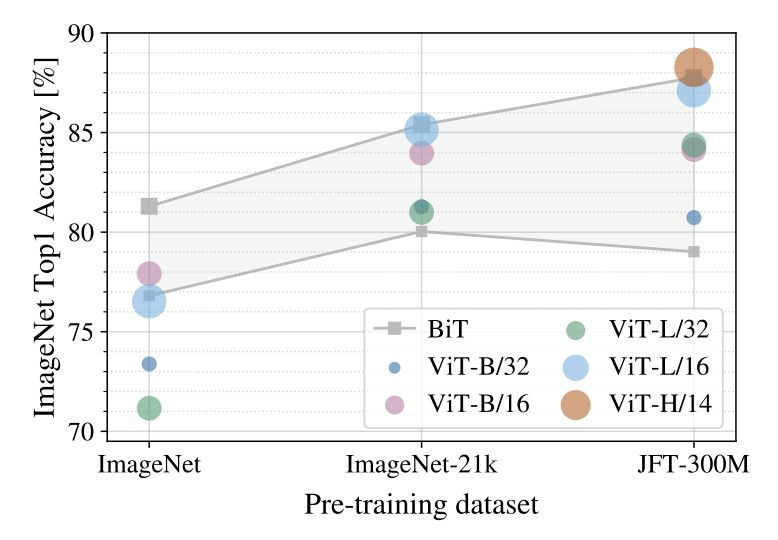 ImageNet Top1 Accuracy [%]
90
85
80
75
70
BiT
ViT-B/32
ViT-B/16
ViT-L/32
ViT-L/16
ViT-H/14
ImageNet
ImageNet-21k
JFT-300M
Pre-training dataset